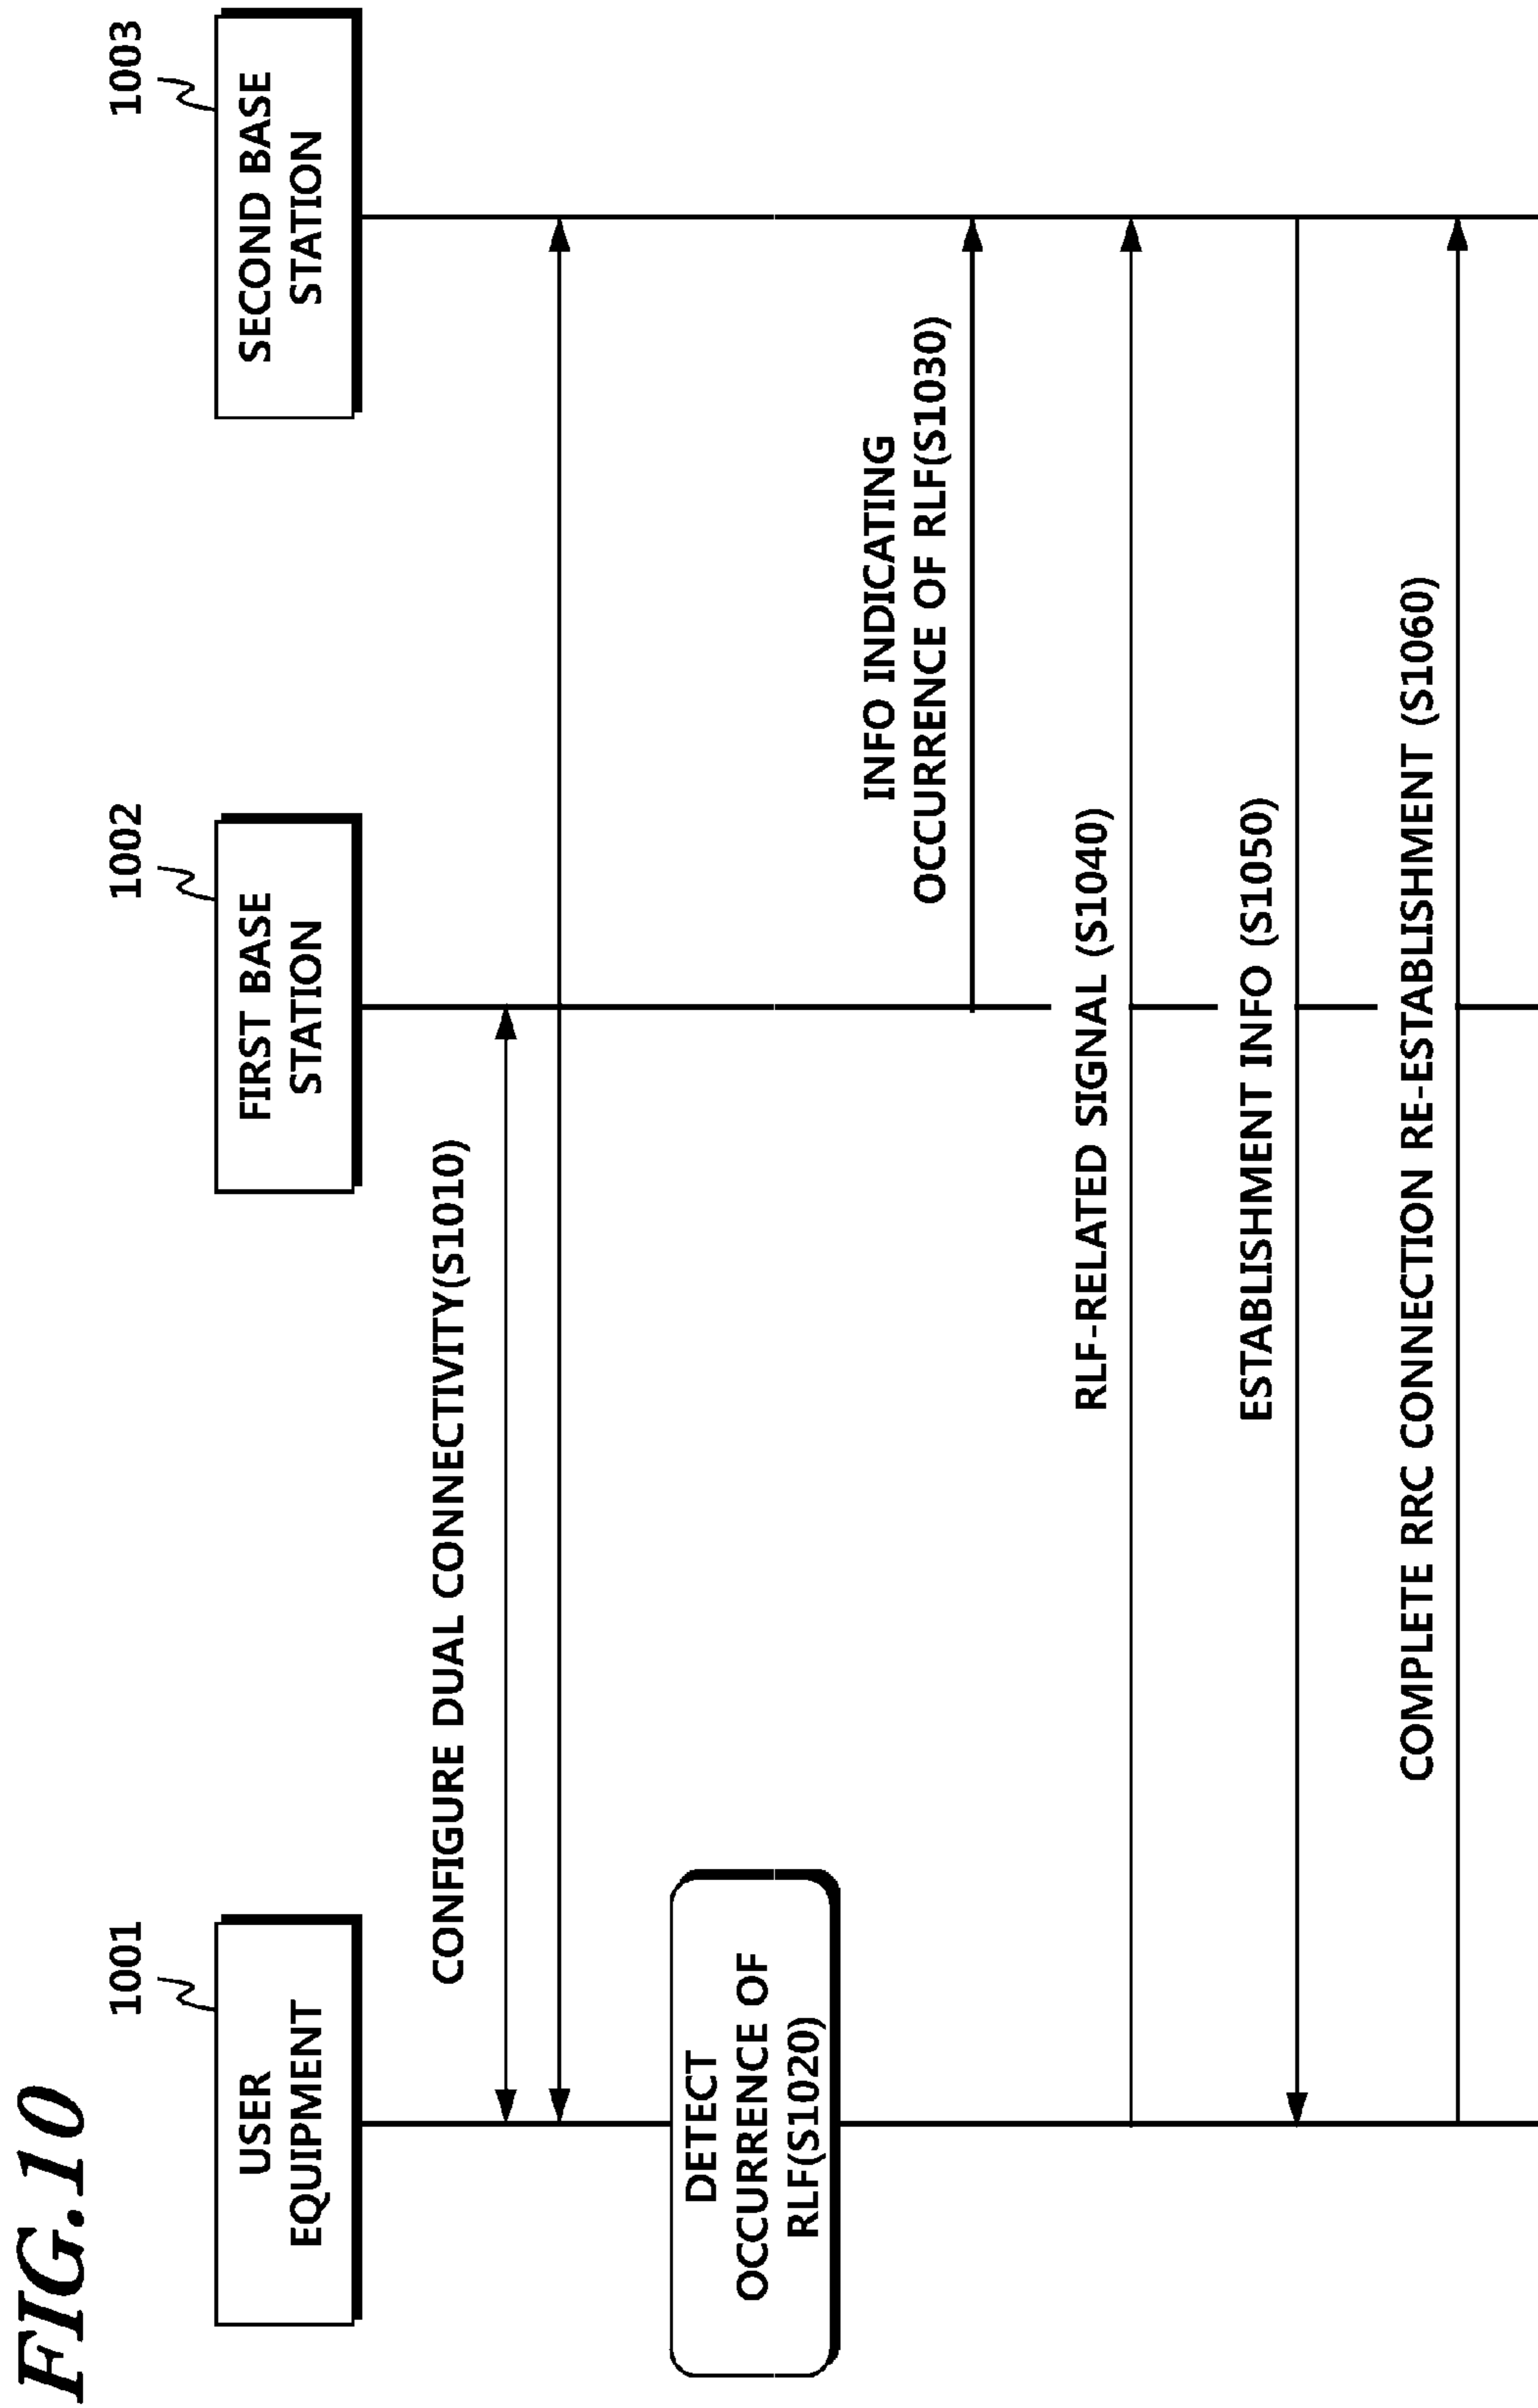 FIG.10
1001
1002
1003
USER
EQUIPMENT
FIRST BASE
STATION
SECOND BASE
STATION
CONFIGURE DUAL CONNECTIVITY(S1010)
DETECT
OCCURRENCE OF
RLF(S1020)
INFO INDICATING
OCCURRENCE OF RLF(S1030)
RLF-RELATED SIGNAL (S1040)
ESTABLISHMENT INFO (S1050)
COMPLETE RRC CONNECTION RE-ESTABLISHMENT (S1060)